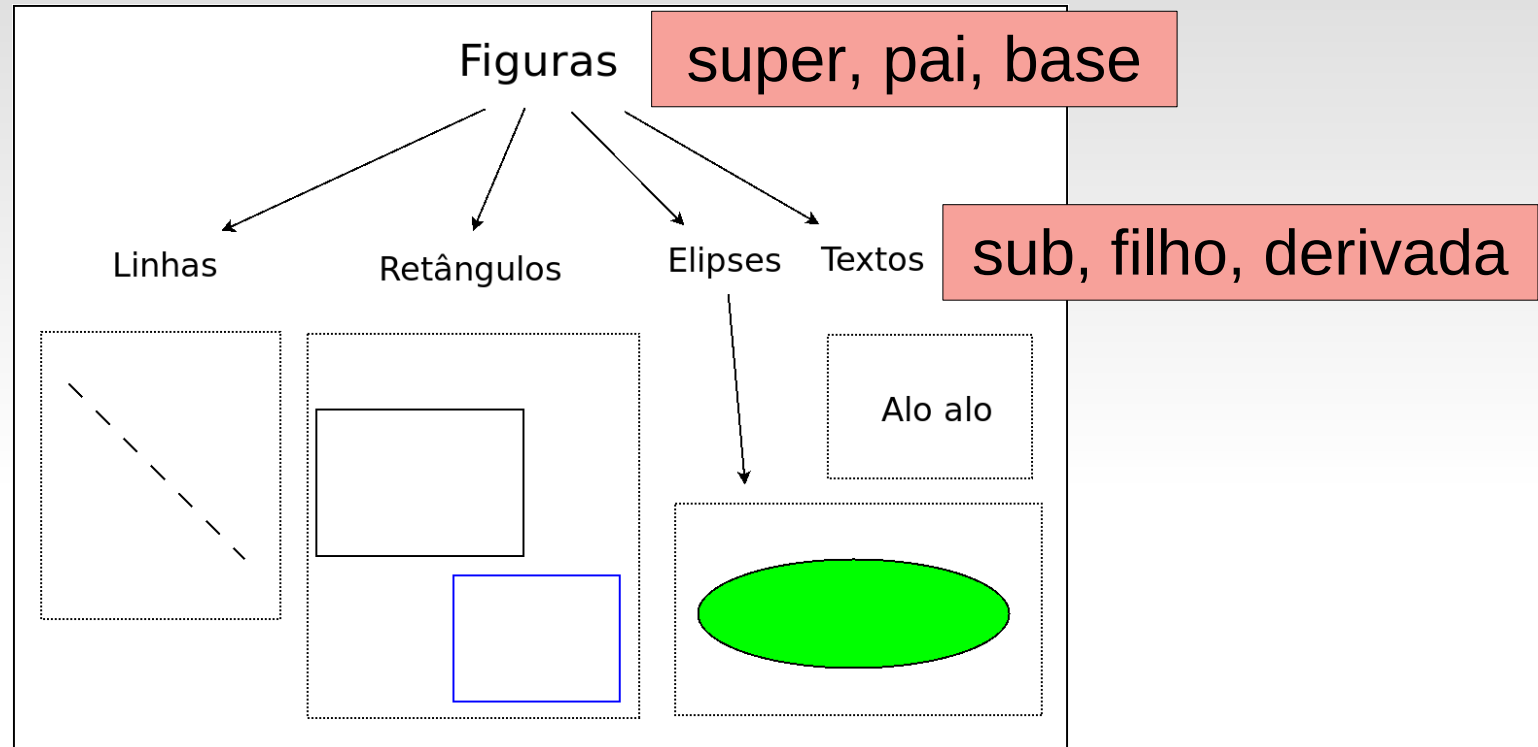 Figuras
super, pai, base
Linhas
Retângulos
Elipses
Textos
sub, filho, derivada
Alo alo